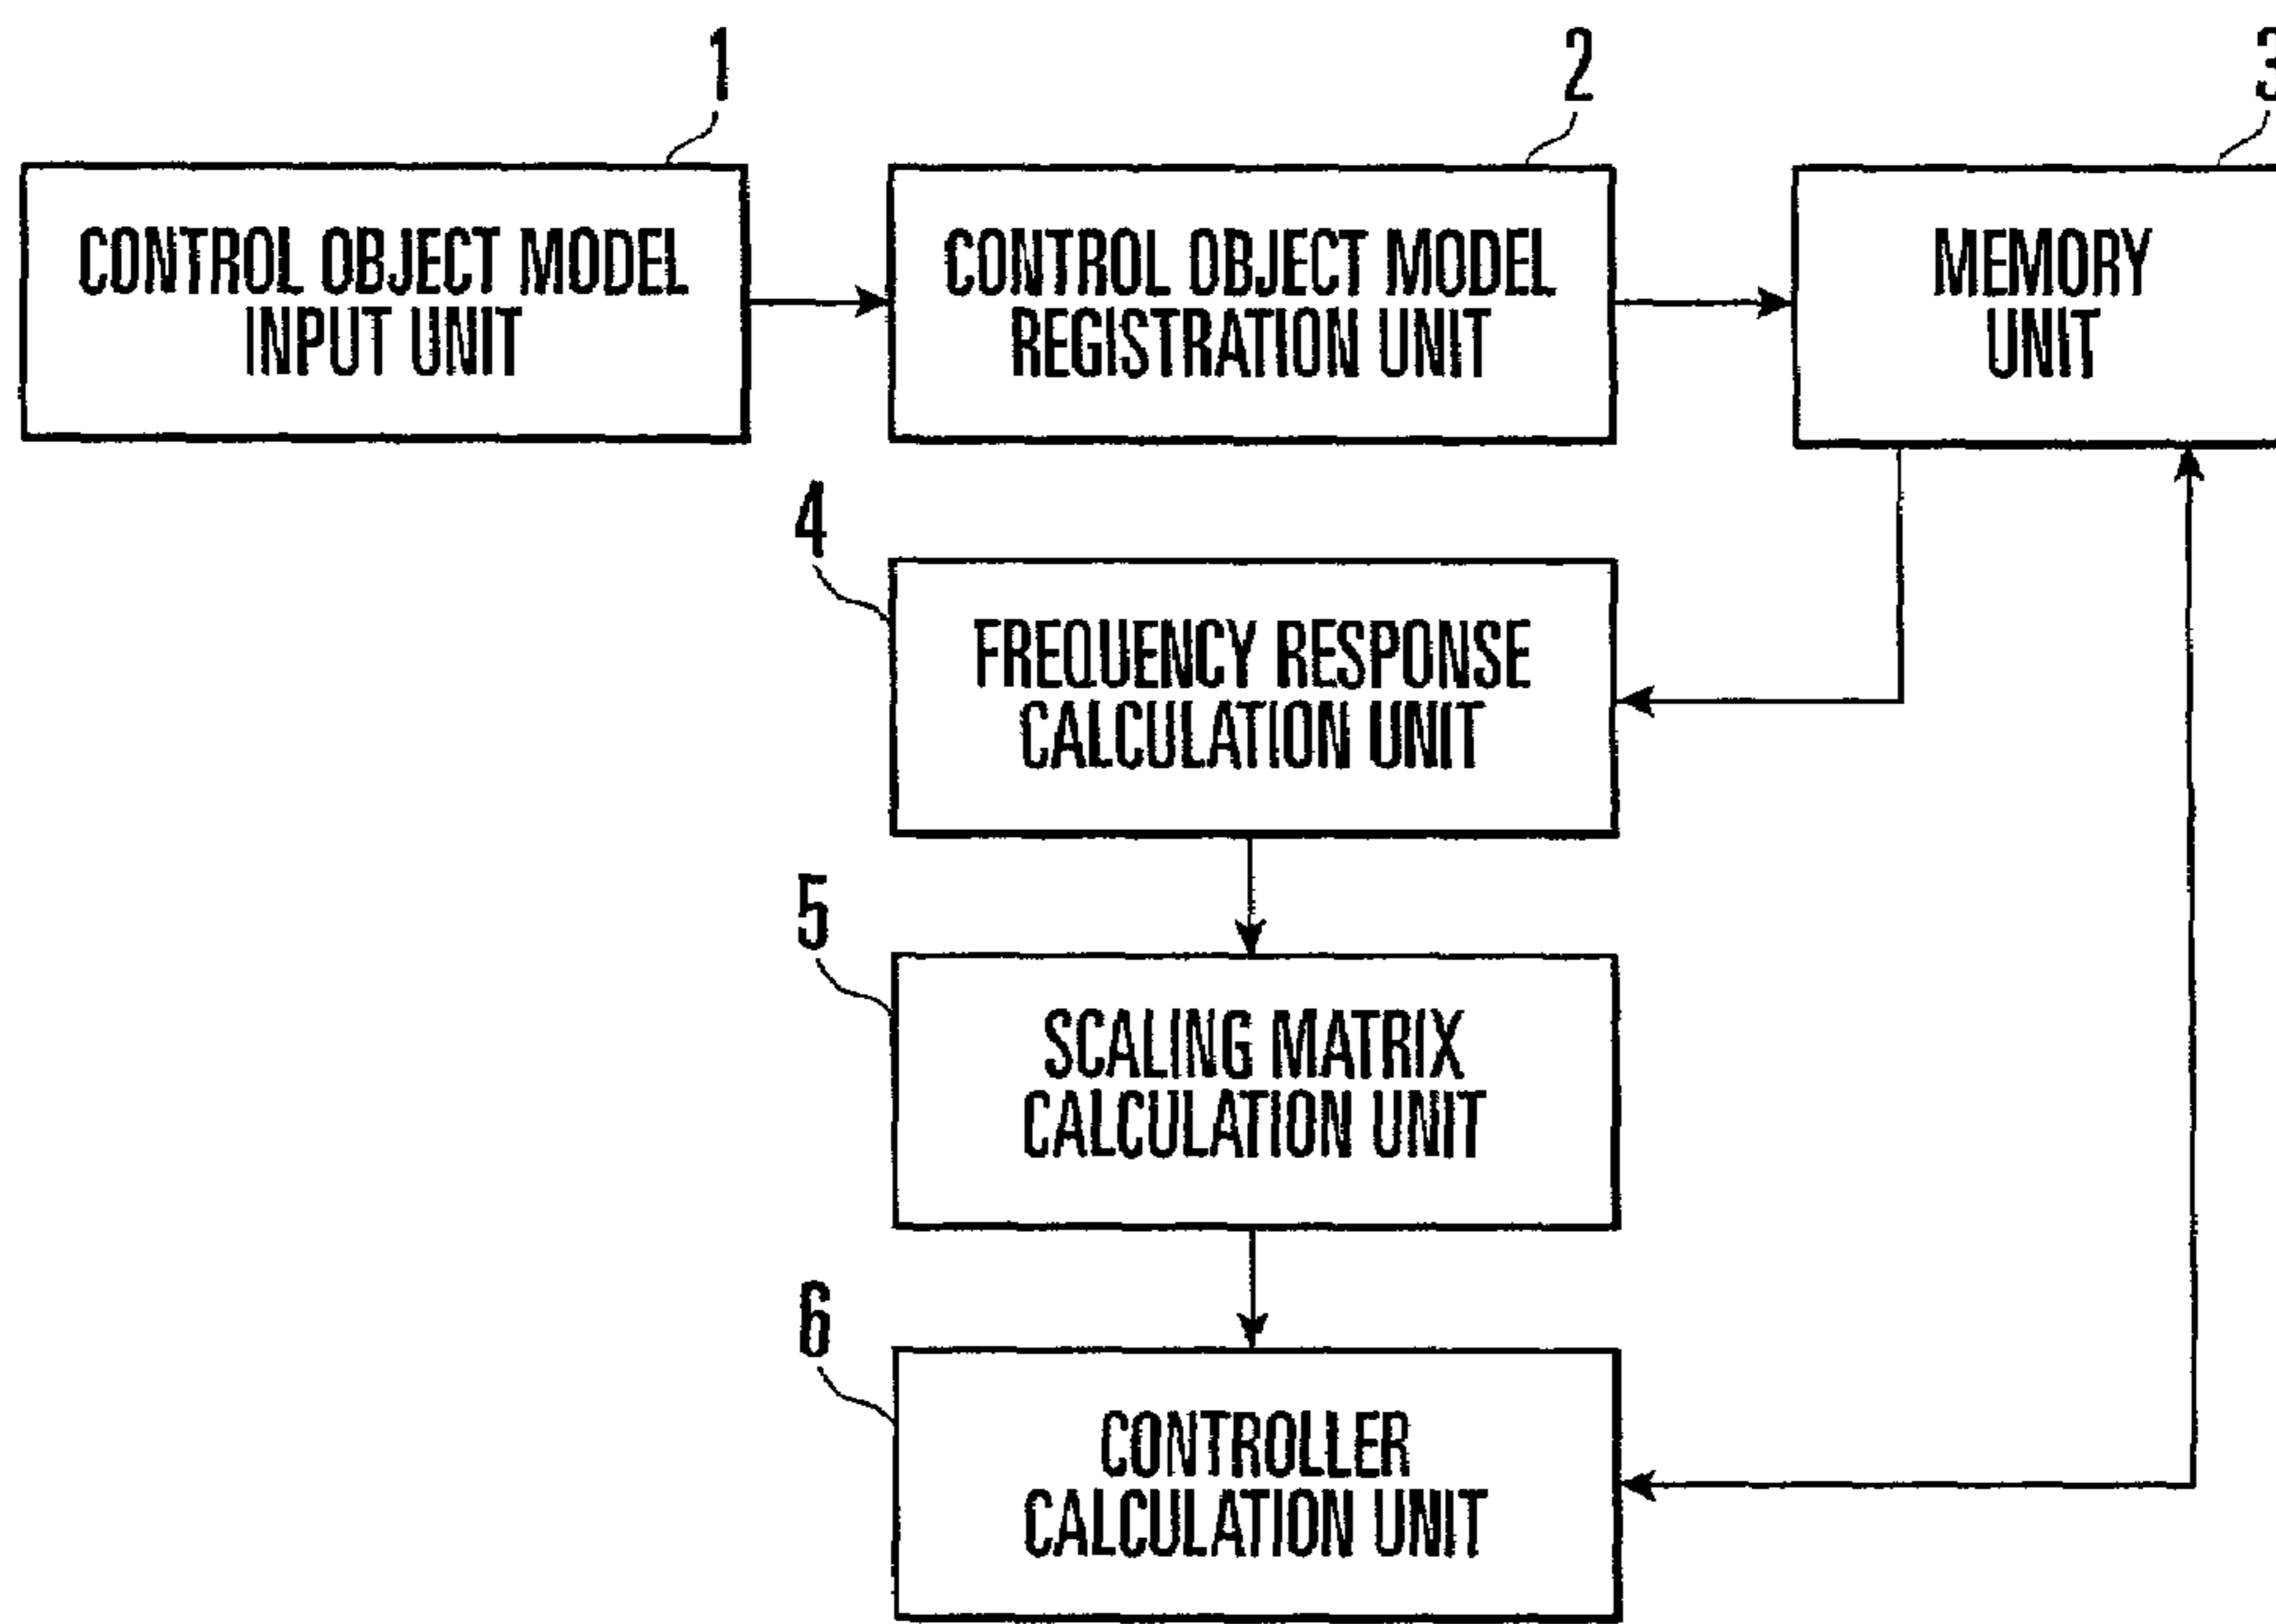 1
2
3
CONTROL OBJECT MODEL
INPUT UNIT
CONTROL OBJECT MODEL
REGISTRATION UNIT
MEMORY
UNIT
4
FREQUENCY RESPONSE
CALCULATION UNIT
5
SCALING MATRIX
CALCULATION UNIT
6
CONTROLLER
CALCULATION UNIT